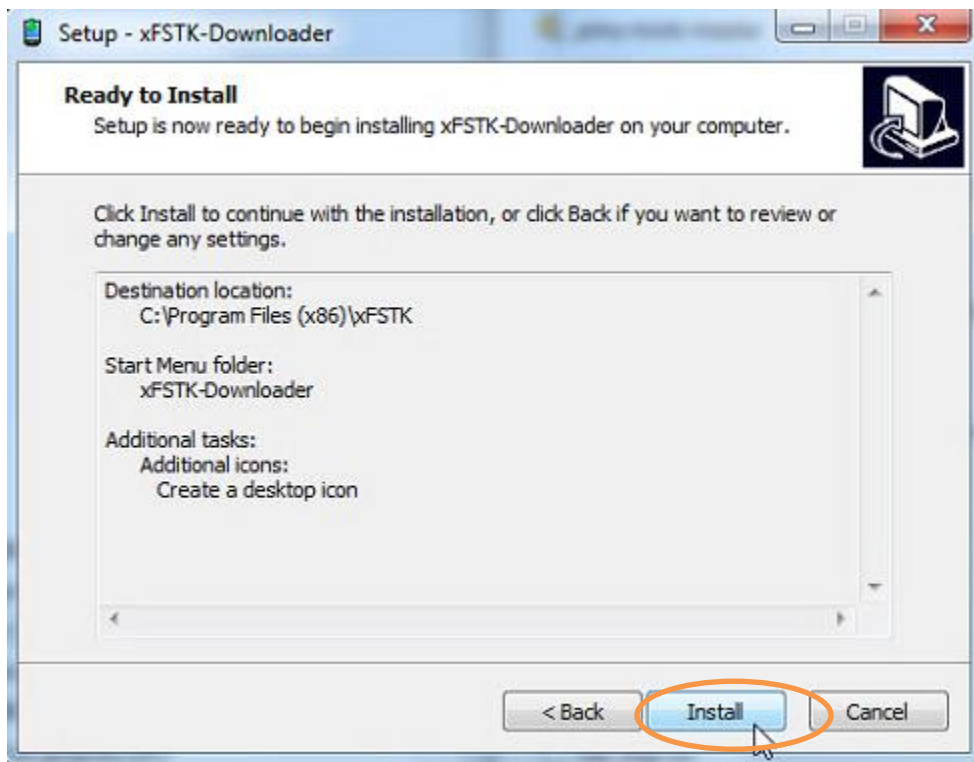 Setup - xFSTK-Downloader
Ready to Install
Setup is now ready to begin installing xFSTK-Downloader on your computer.
Click Install to continue with the installation, or click Back if you want to review or
change any settings.
Destination location:
C:\Program Files (x86)\xFSTK
Start Menu folder:
xFSTK-Downloader
Additional tasks:
Additional icons:
Create a desktop icon
< Back
Install
Cancel